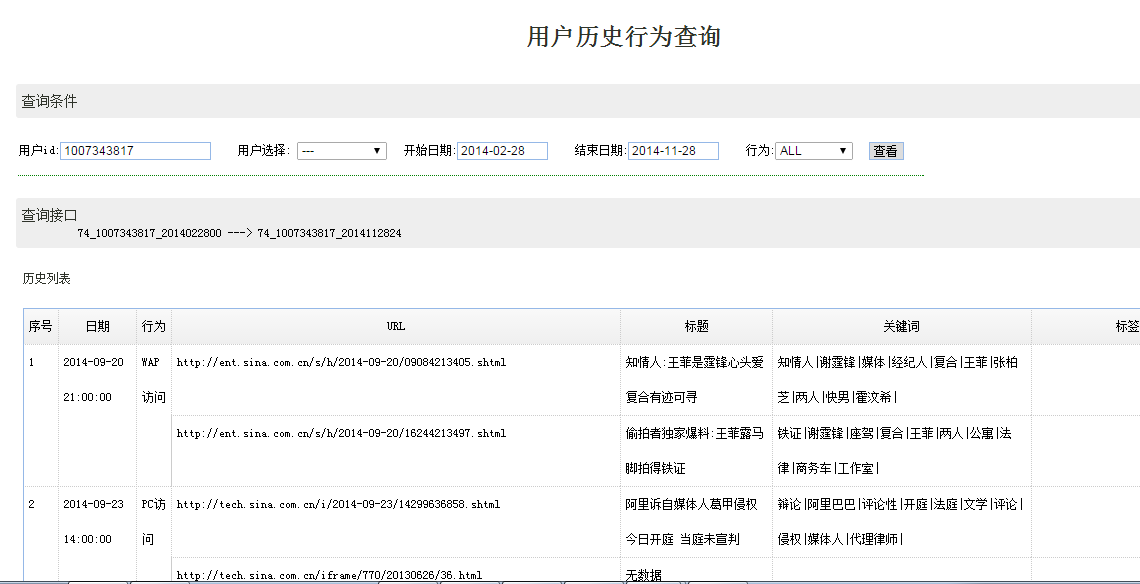 用户历史行为查询
查询条件
用户id: 1007343817 用户选择: --- 开始日期: 2014-02-28 结束日期: 2014-11-28 行为: ALL 查看
查询接口
74_1007343817_2014022800 ---> 74_1007343817_2014112824
历史列表
序号 日期 行为 URL 标题 关键词 标签
1 2014-09-20 WAP http://ent.sina.com.cn/s/h/2014-09-20/09084213405.shtml 知情人:王菲是霆锋心头爱 知情人|谢霆锋|媒体|经纪人|复合|王菲|张柏
21:00:00 访问 复合有迹可寻 芝|两人|快男|霍汶希|
http://ent.sina.com.cn/s/h/2014-09-20/16244213497.shtml 偷拍者独家爆料:王菲露马 铁证|谢霆锋|座驾|复合|王菲|两人|公寓|法
脚拍得铁证 律|商务车|工作室|
2 2014-09-23 PC访 http://tech.sina.com.cn/i/2014-09-23/14299636858.shtml 阿里诉自媒体人葛甲侵权 辩论|阿里巴巴|评论性|开庭|法庭|文学|评论|
14:00:00 问 今日开庭 当庭未宣判 侵权|媒体人|代理律师|
http://tech.sina.com.cn/iframe/770/20130626/36.html 无数据